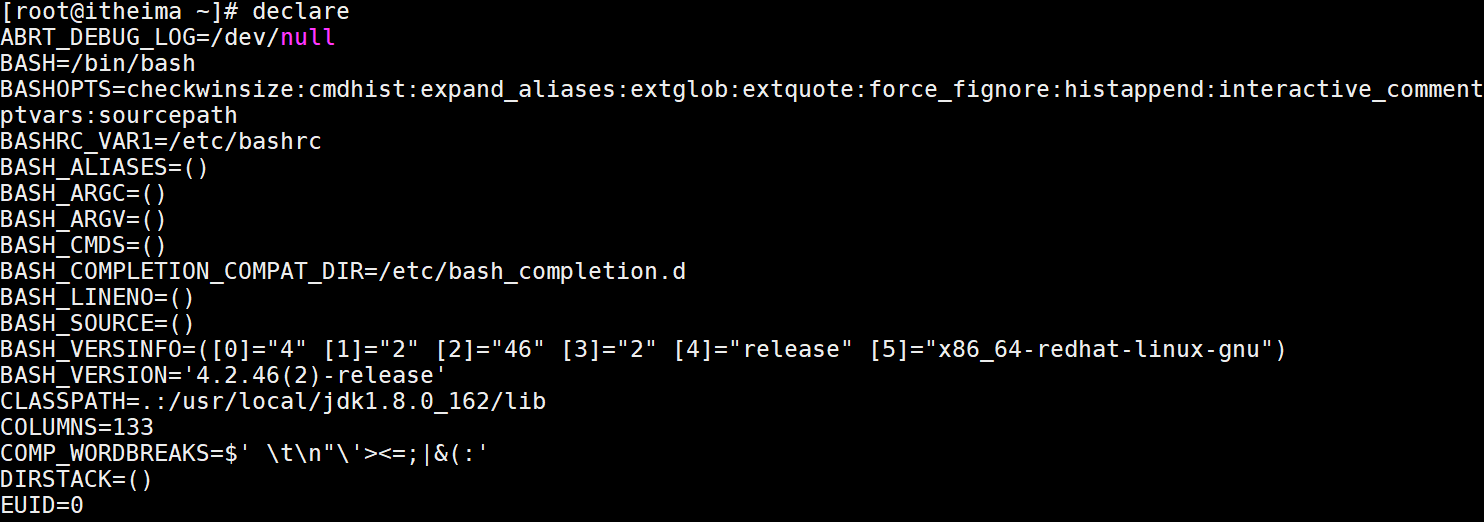 [root@itheima ~]# declare
ABRT_DEBUG_LOG=/dev/null
BASH=/bin/bash
BASHOPTS=checkwinsize:cmdhist:expand_aliases:extglob:extquote:force_fignore:histappend:interactive_comment
ptvars:sourcepath
BASHRC_VAR1=/etc/bashrc
BASH_ALIASES=()
BASH_ARGC=()
BASH_ARGV=()
BASH_CMDS=()
BASH_COMPLETION_COMPAT_DIR=/etc/bash_completion.d
BASH_LINENO=()
BASH_SOURCE=()
BASH_VERSINFO=([0]="4" [1]="2" [2]="46" [3]="2" [4]="release" [5]="x86_64-redhat-linux-gnu")
BASH_VERSION='4.2.46(2)-release'
CLASSPATH=.:/usr/local/jdk1.8.0_162/lib
COLUMNS=133
COMP_WORDBREAKS=$' \t\n"\'><=;|&(:'
DIRSTACK=()
EUID=0